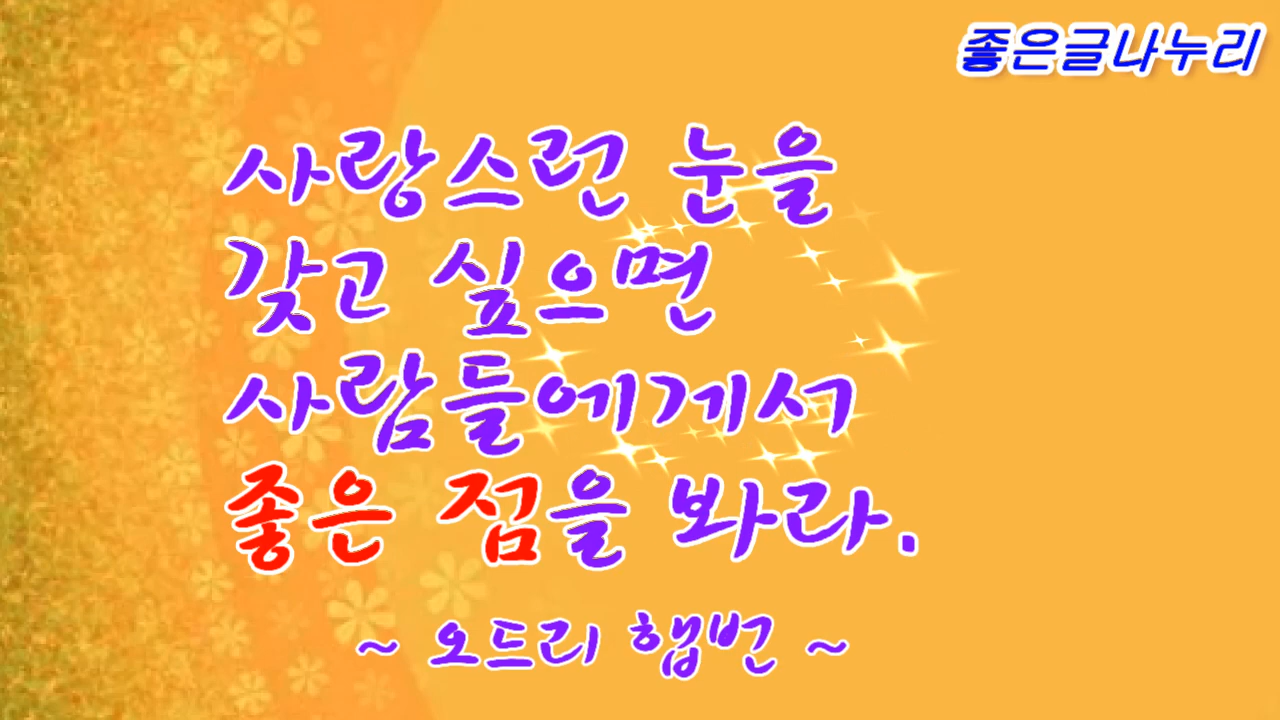 좋은글나누리
사랑스런 눈을
갖고 싶으면
사람들에게서
좋은 점을 봐라.
~ 오드리 햅번 ~